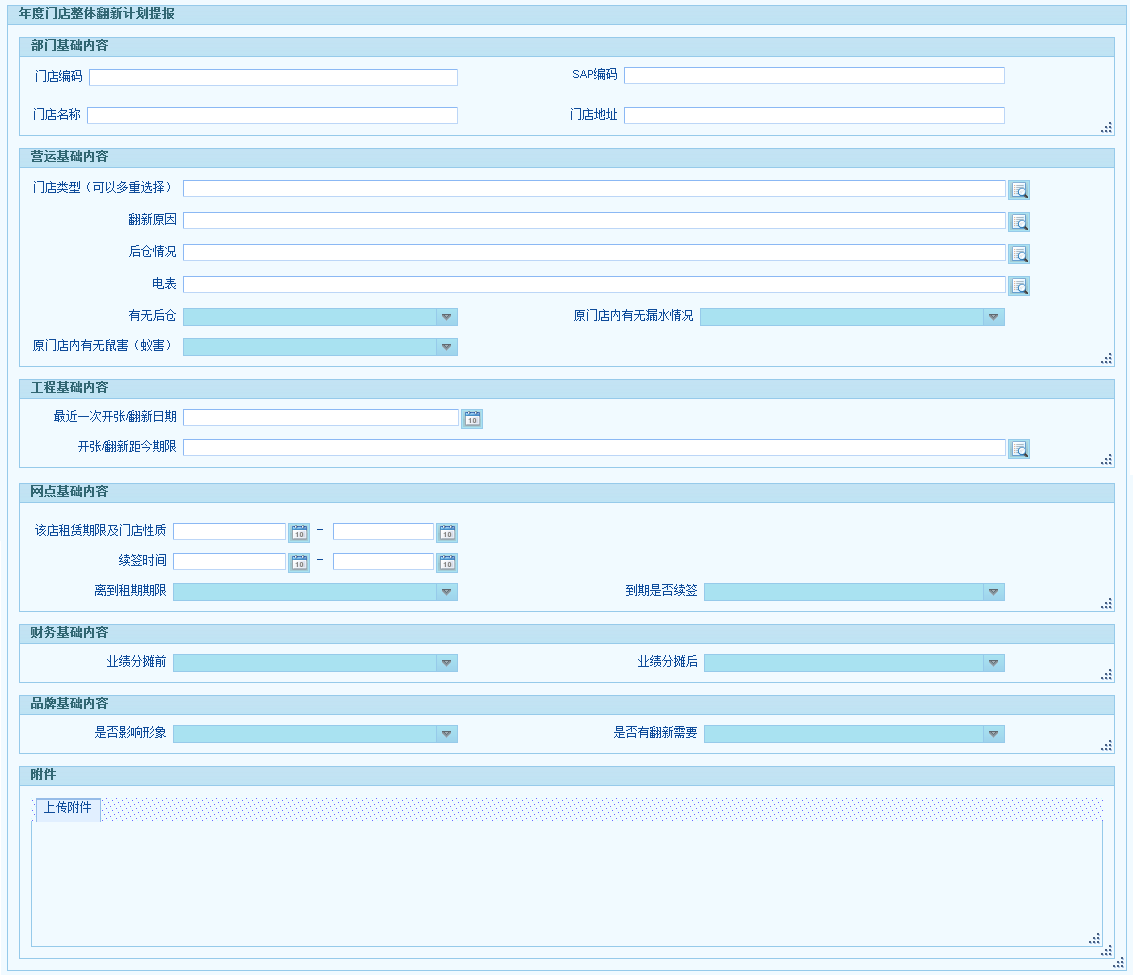 年度门店整体翻新计划提报
部门基础内容
门店编码 SAP编码
门店名称 门店地址
营运基础内容
门店类型（可以多重选择）
翻新原因
后仓情况
电表
有无后仓 原门店内有无漏水情况
原门店内有无鼠害（蚁害）
工程基础内容
最近一次开张/翻新日期 10
开张/翻新距今期限
网点基础内容
该店租赁期限及门店性质 10 - 10
续签时间 10 - 10
离到租期期限 到期是否续签
财务基础内容
业绩分摊前 业绩分摊后
品牌基础内容
是否影响形象 是否有翻新需要
附件
上传附件